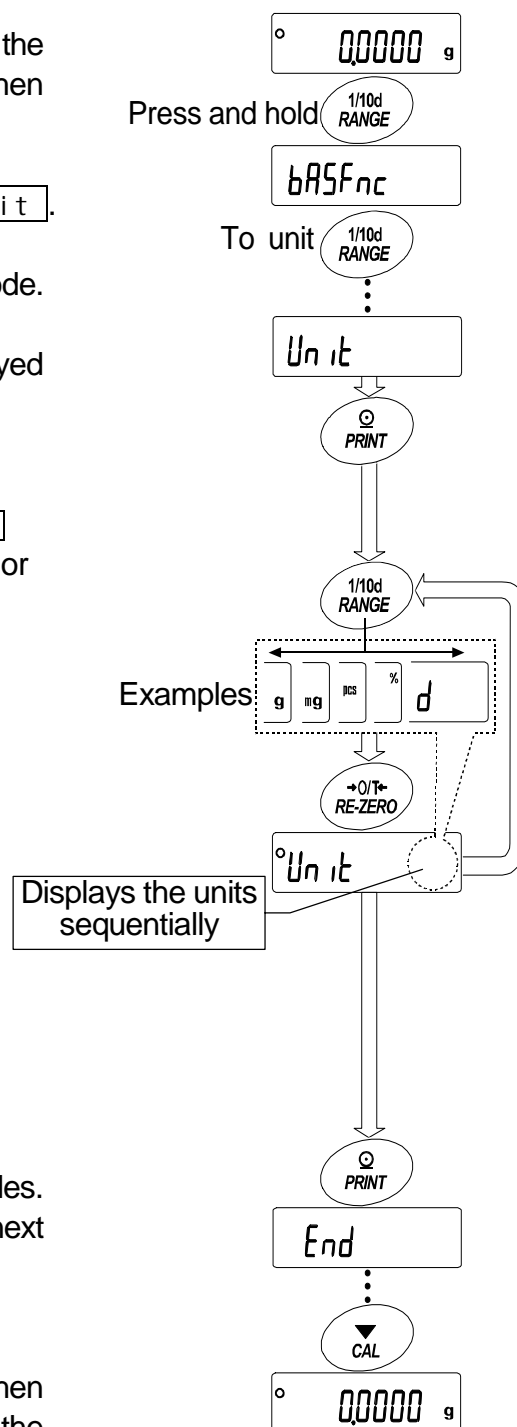 the
0.0000 g
hen
Press and hold
1/10d
RANGE
bASFnc
it.
To unit
1/10d
RANGE
ode.
Unit
yed
PRINT
or
1/10d
RANGE
Examples
g mg pcs % d
→0/T←
RE-ZERO
Unit
Displays the units
sequentially
PRINT
les.
next
End
CAL
hen
0.0000 g
the